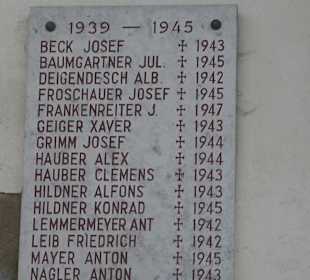 1939 — 1945
BECK JOSEF ✝ 1943
BAUMGARTNER JUL. ✝ 1945
DEIGENDESCH ALB. ✝ 1942
FROSCHAUER JOSEF ✝ 1945
FRANKENREITER J. ✝ 1947
GEIGER XAVER ✝ 1943
GRIMM JOSEF ✝ 1944
HAUBER ALEX ✝ 1944
HAUBER CLEMENS ✝ 1943
HILDNER ALFONS ✝ 1943
HILDNER KONRAD ✝ 1945
LEMMERMEYER ANT ✝ 1942
LEIB FRIEDRICH ✝ 1942
MAYER ANTON ✝ 1945
NAGLER ANTON ✝ 1943